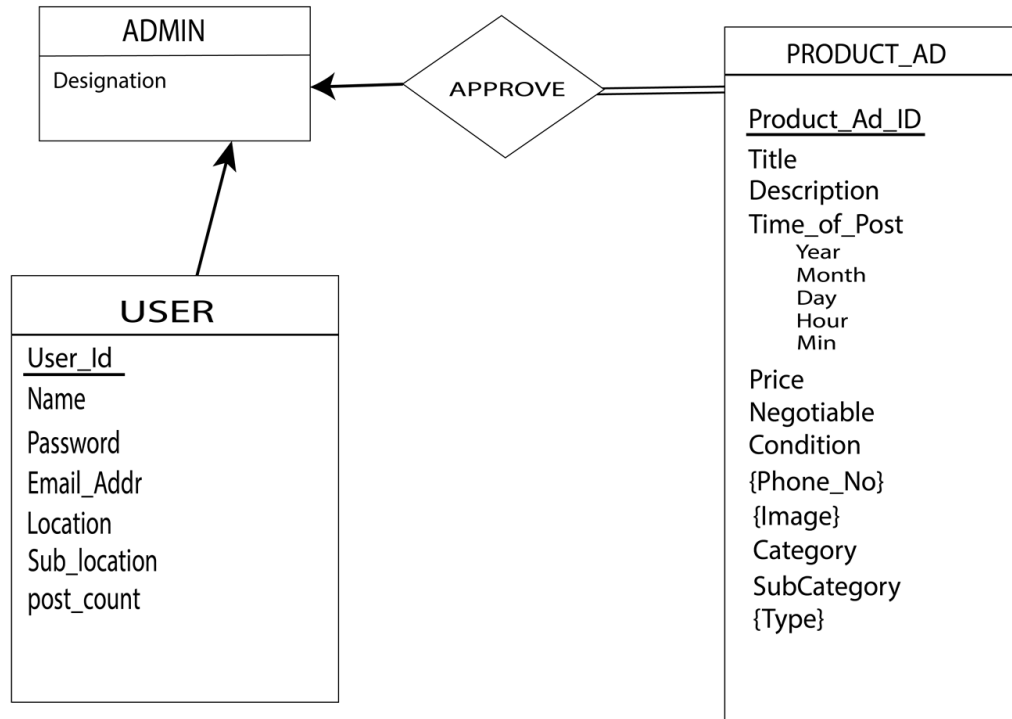 ADMIN
Designation
APPROVE
PRODUCT_AD
Product_Ad_ID
Title
Description
Time_of_Post
Year
Month
Day
Hour
Min
Price
Negotiable
Condition
{Phone_No}
{Image}
Category
SubCategory
{Type}
USER
User_Id
Name
Password
Email_Addr
Location
Sub_location
post_count